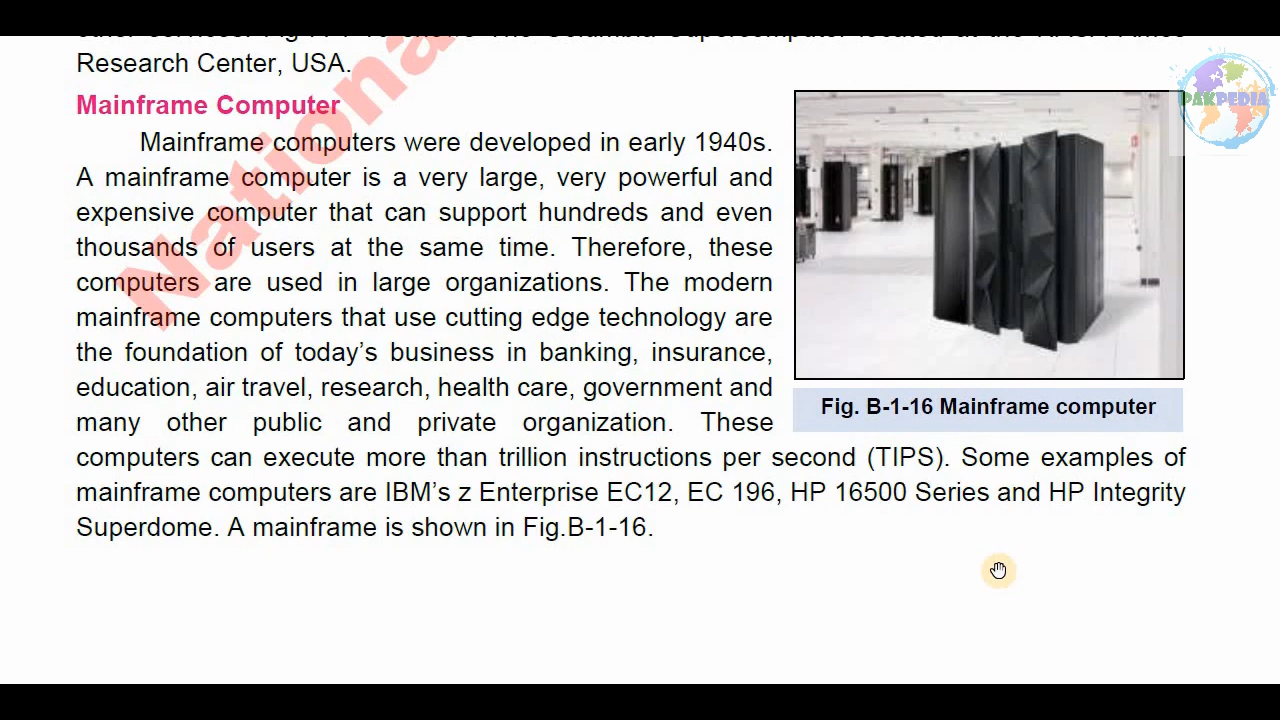 Research Center, USA.
Mainframe Computer
Mainframe computers were developed in early 1940s.
A mainframe computer is a very large, very powerful and
expensive computer that can support hundreds and even
thousands of users at the same time. Therefore, these
computers are used in large organizations. The modern
mainframe computers that use cutting edge technology are
the foundation of today's business in banking, insurance,
education, air travel, research, health care, government and
many other public and private organization. These
computers can execute more than trillion instructions per second (TIPS). Some examples of
mainframe computers are IBM's z Enterprise EC12, EC 196, HP 16500 Series and HP Integrity
Superdome. A mainframe is shown in Fig.B-1-16.
Fig. B-1-16 Mainframe computer
PAKPEDIA
Nationa